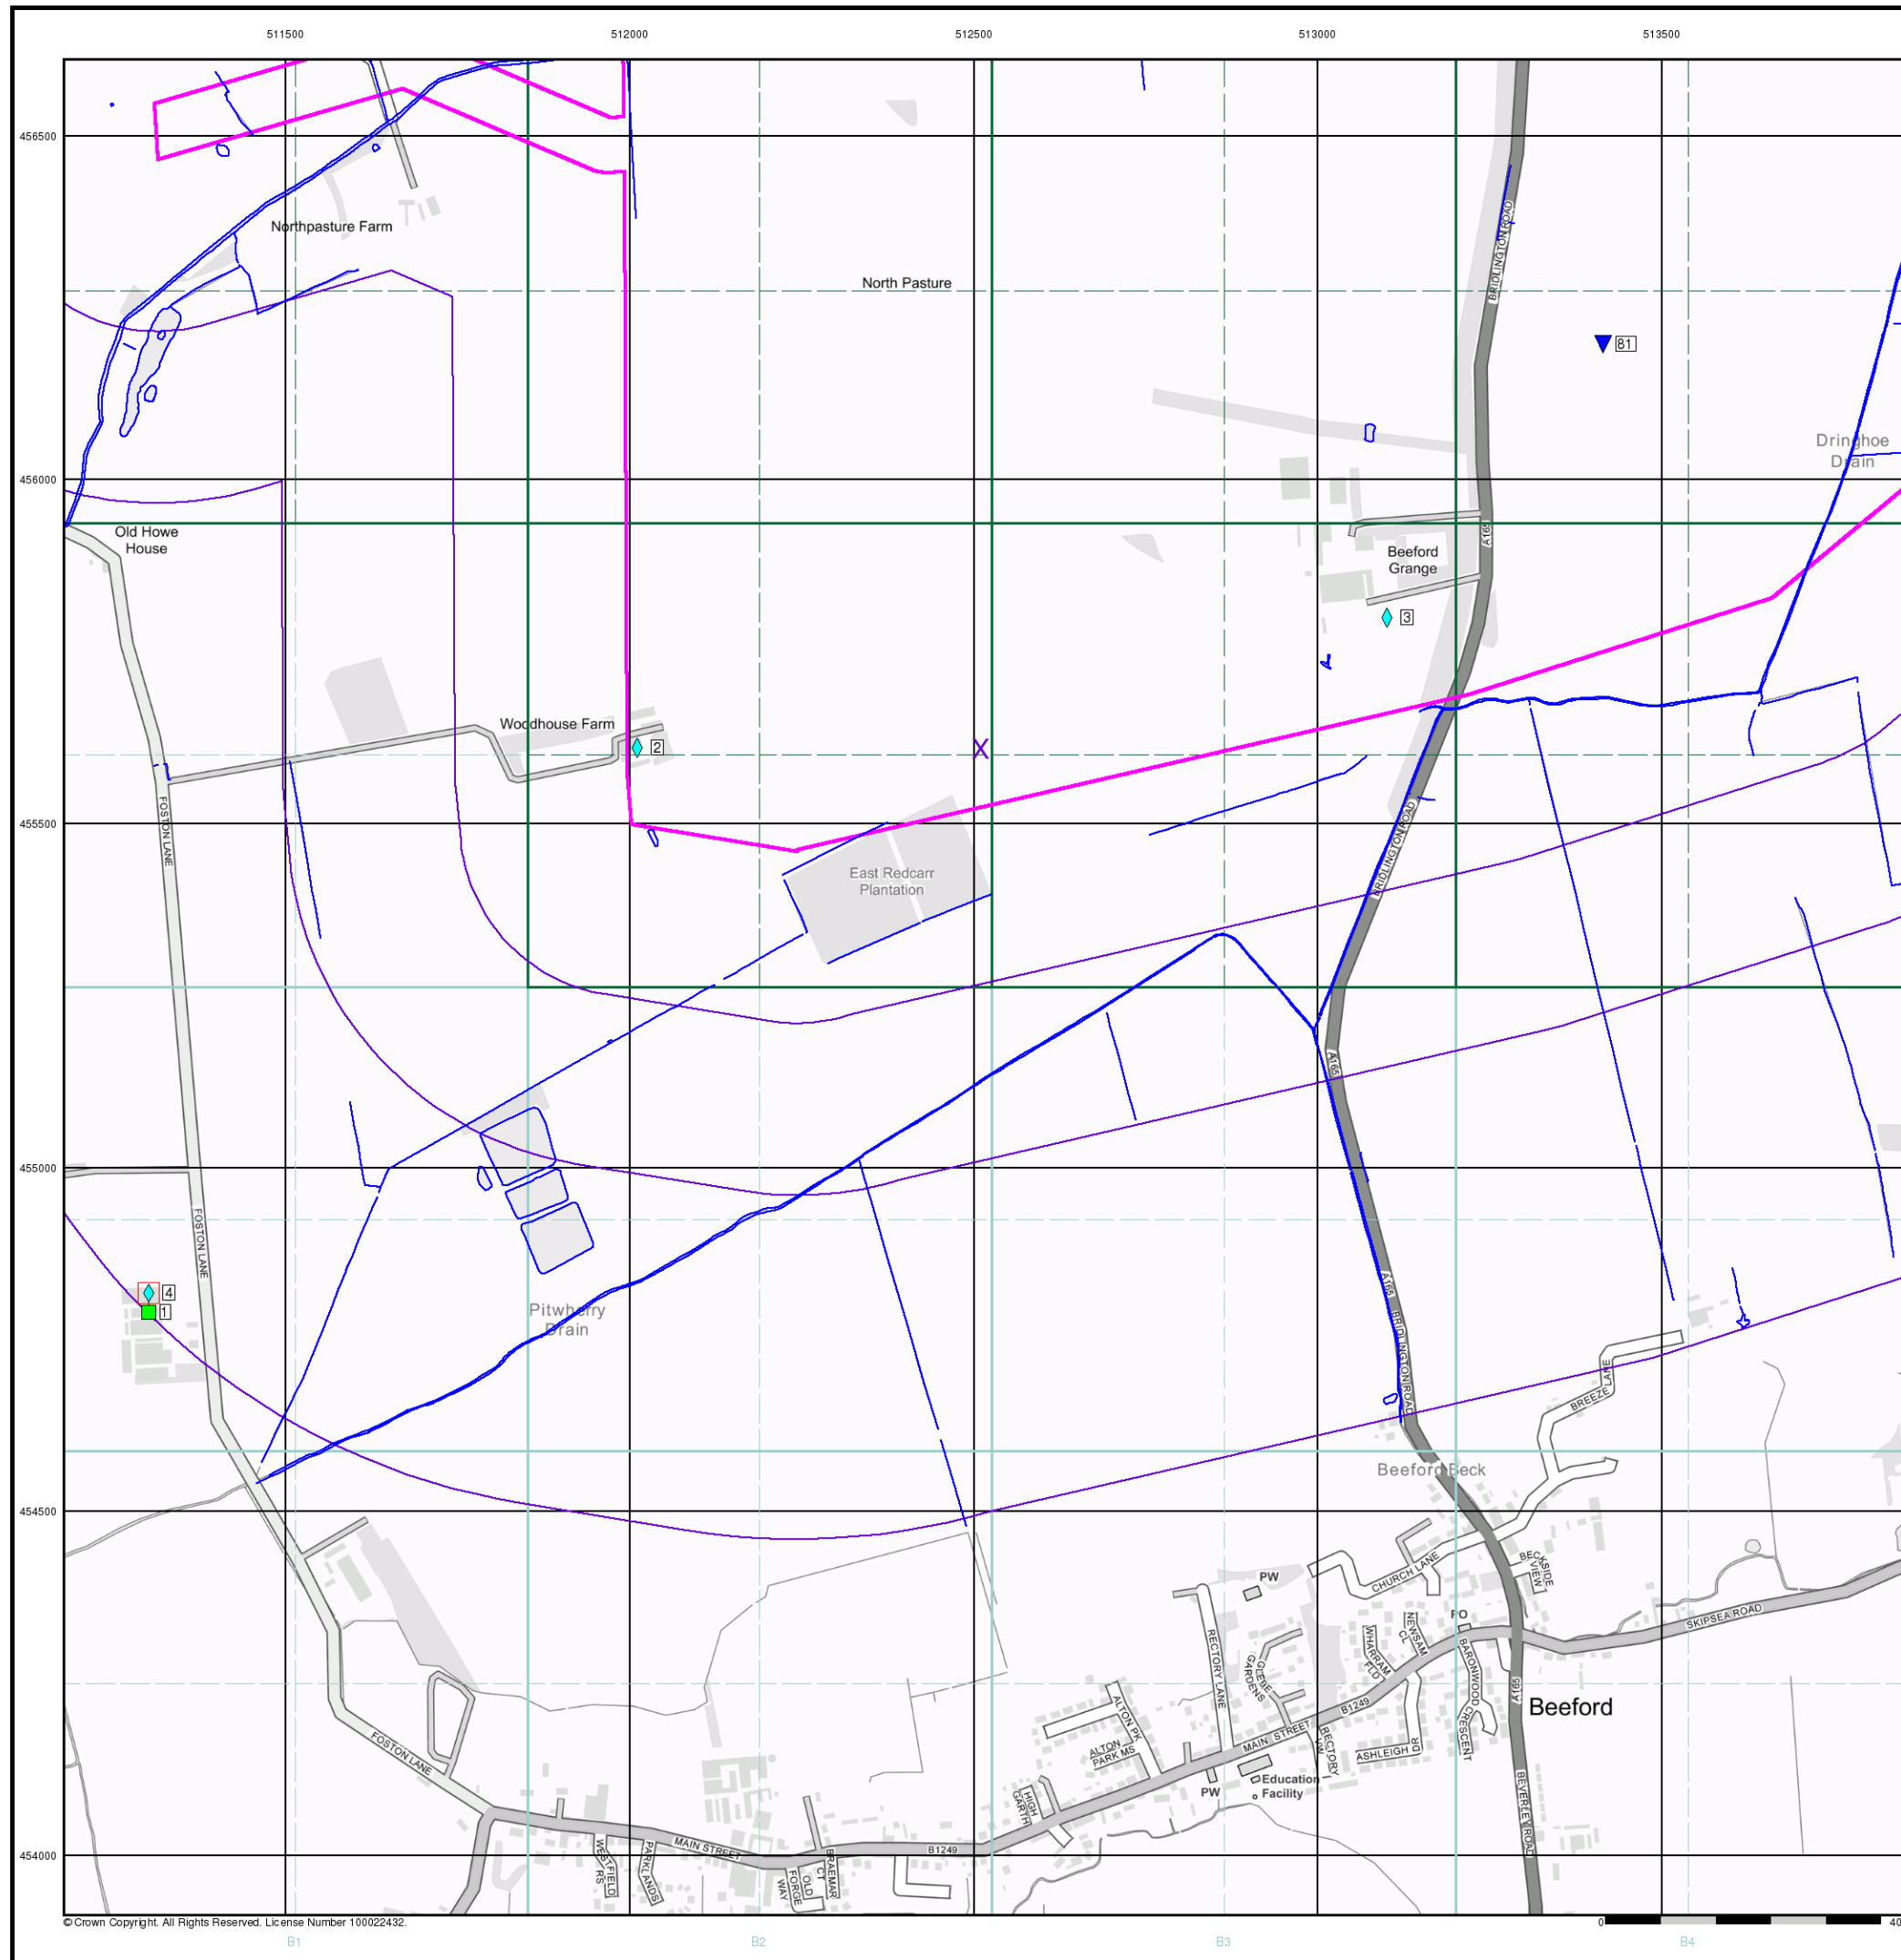 511500 512000 512500 513000 513500
456500
Northpasture Farm
BRIDLINGTON ROAD
North Pasture
81
Dringhoe
Drain
456000
Old Howe
House
A165
Beeford
Grange
3
Woodhouse Farm
2
X
FOSTON LANE
455500
BRIDLINGTON ROAD
East Redcarr
Plantation
A165
455000
FOSTON LANE
4
1
Pitwherry
Drain
A165
BRIDLINGTON ROAD
BREEZE LANE
Beeford Beck
454500
CHURCH LANE
BECKSIDE
VIEW
PW
PO
NEWSAM
CL
WHARRAM
FLD
SKIPSEA ROAD
RECTORY LANE
GLEBE
GARDENS
BARONWOOD
CRESCENT
A165
Beeford
B1249
ALTON PK
MAIN STREET
RECTORY
VW
ASHLEIGH DR
ALTON
PARK MS
FOSTON LANE
PW
Education
Facility
HIGH
GARTH
BEVERLEY ROAD
454000
MAIN STREET
B1249
WESTFIELD
RS
PARKLANDS
OLD
FORGE
WAY
BRAEMAR
CT
© Crown Copyright. All Rights Reserved. License Number 100022432.
0 40
B1 B2 B3 B4